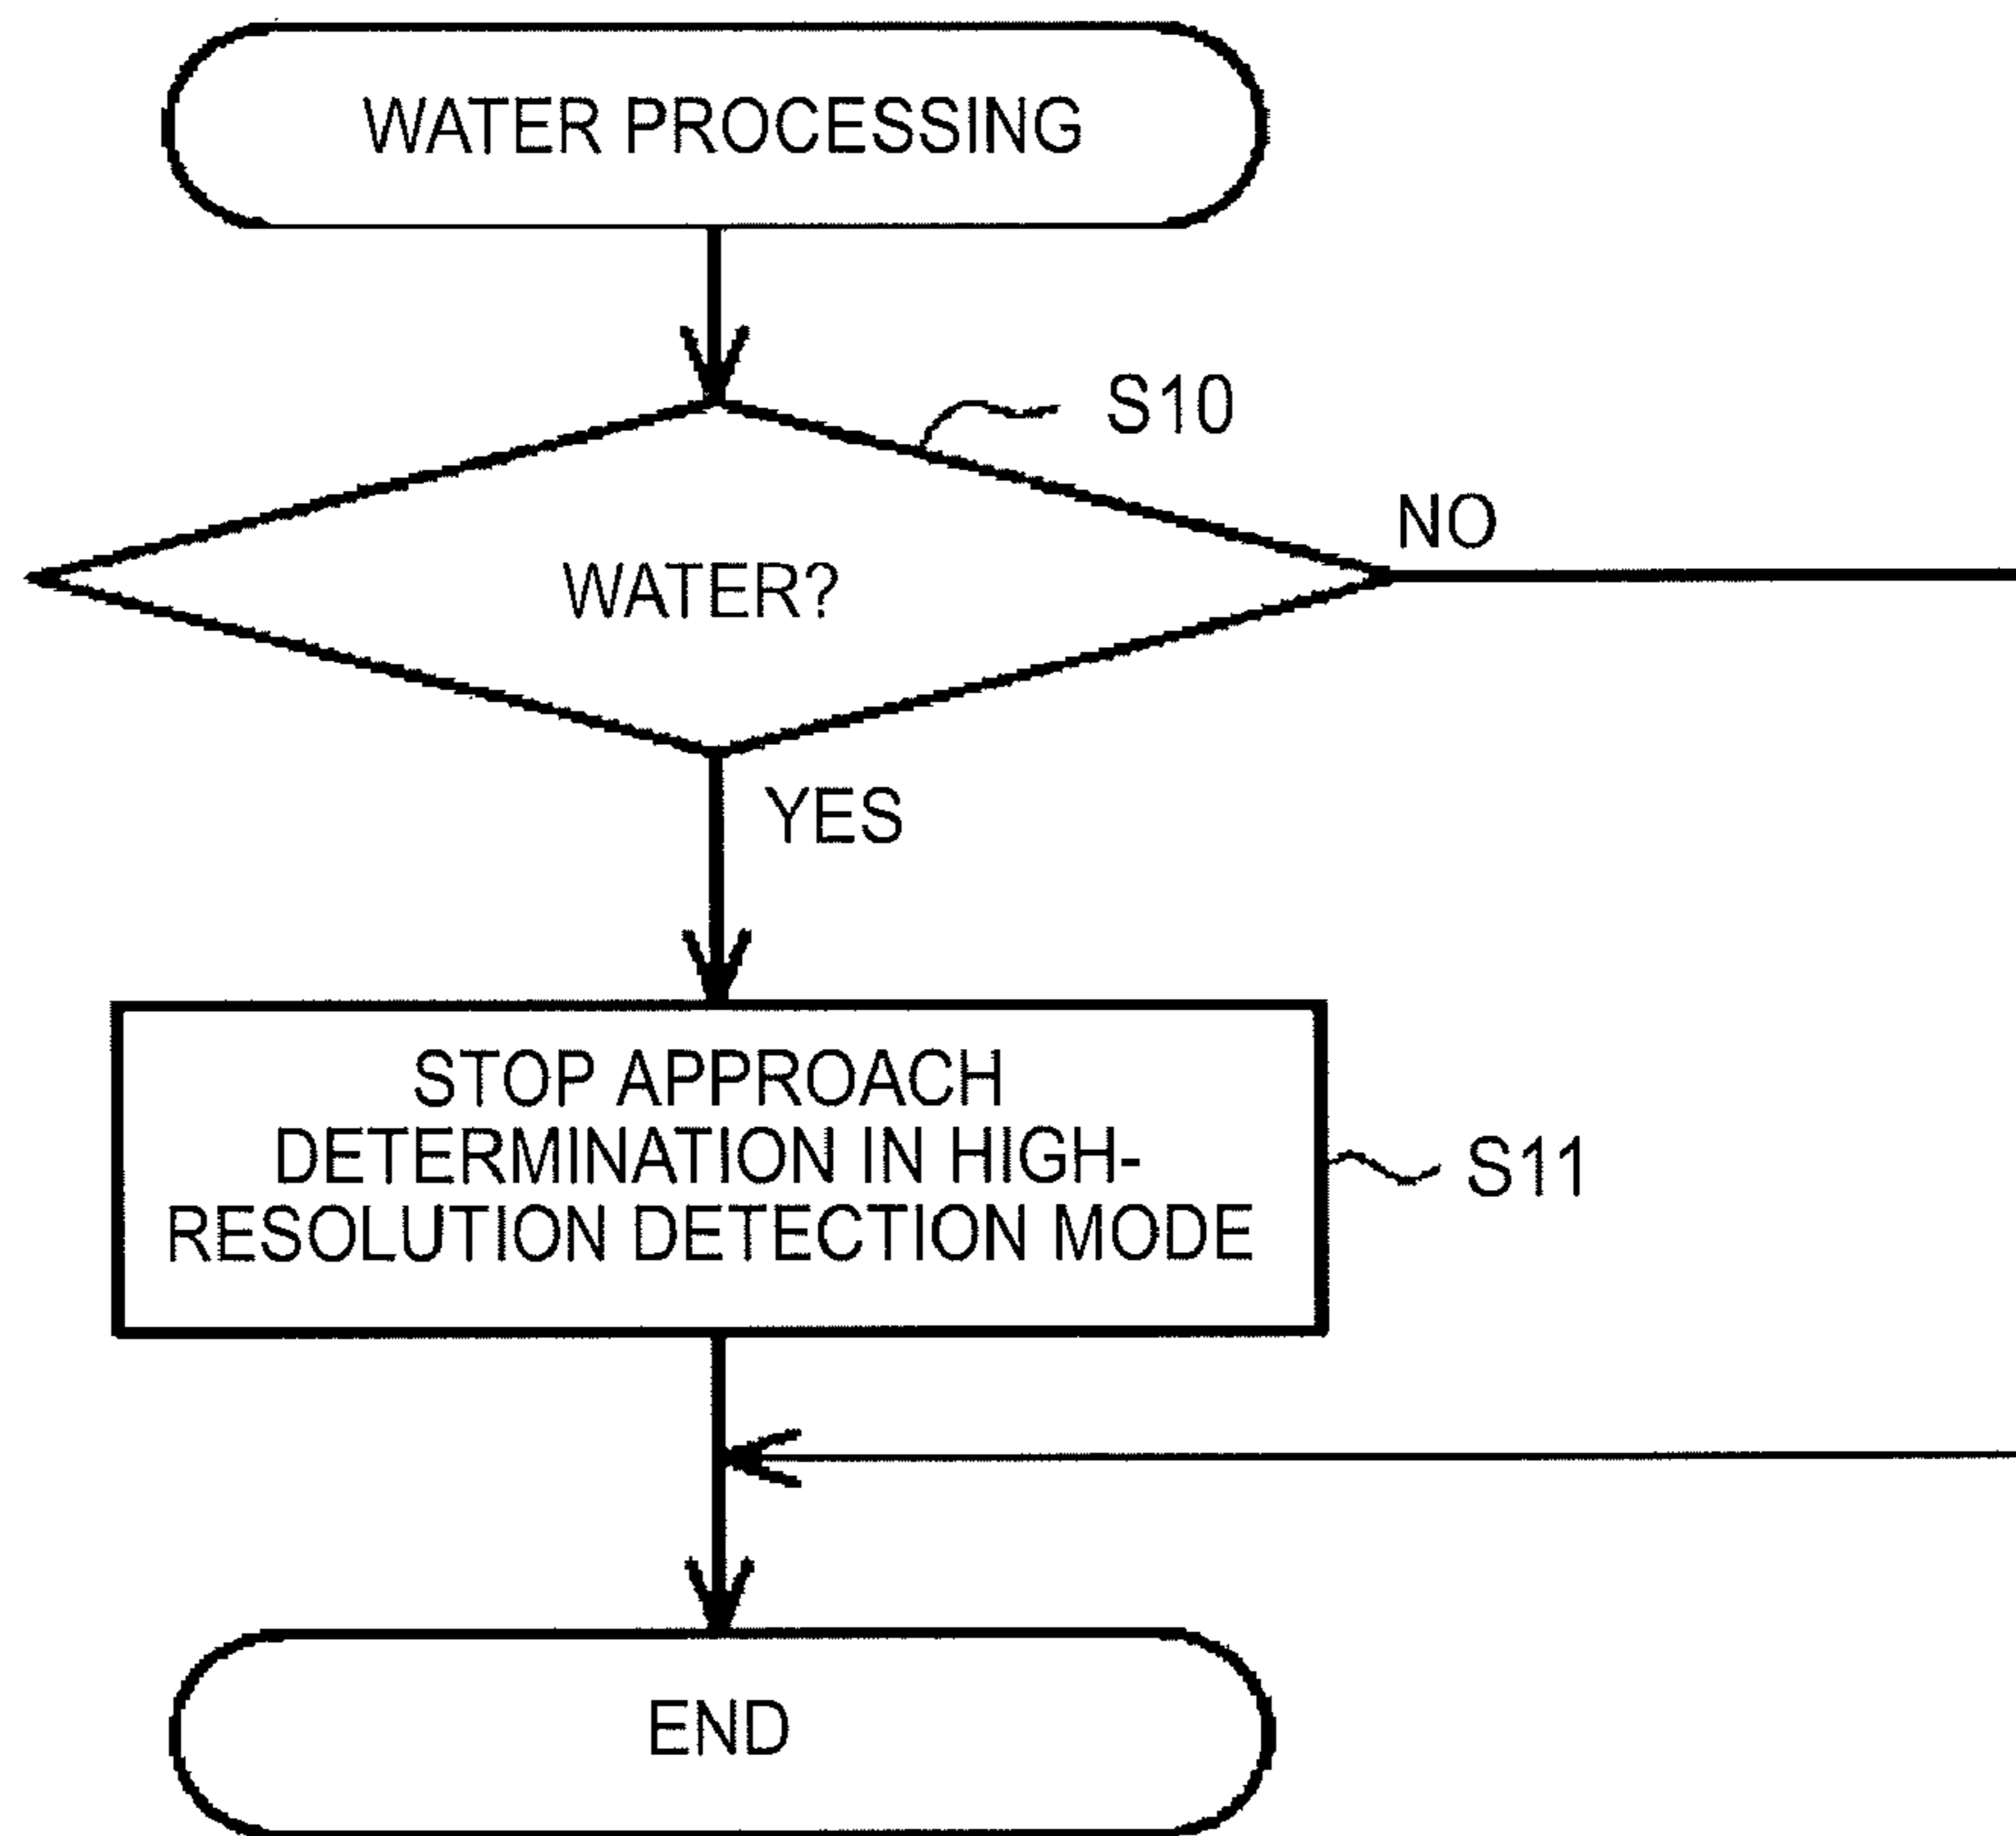 WATER PROCESSING
S10
NO
WATER?
YES
STOP APPROACH
DETERMINATION IN HIGH-
S11
RESOLUTION DETECTION MODE
END